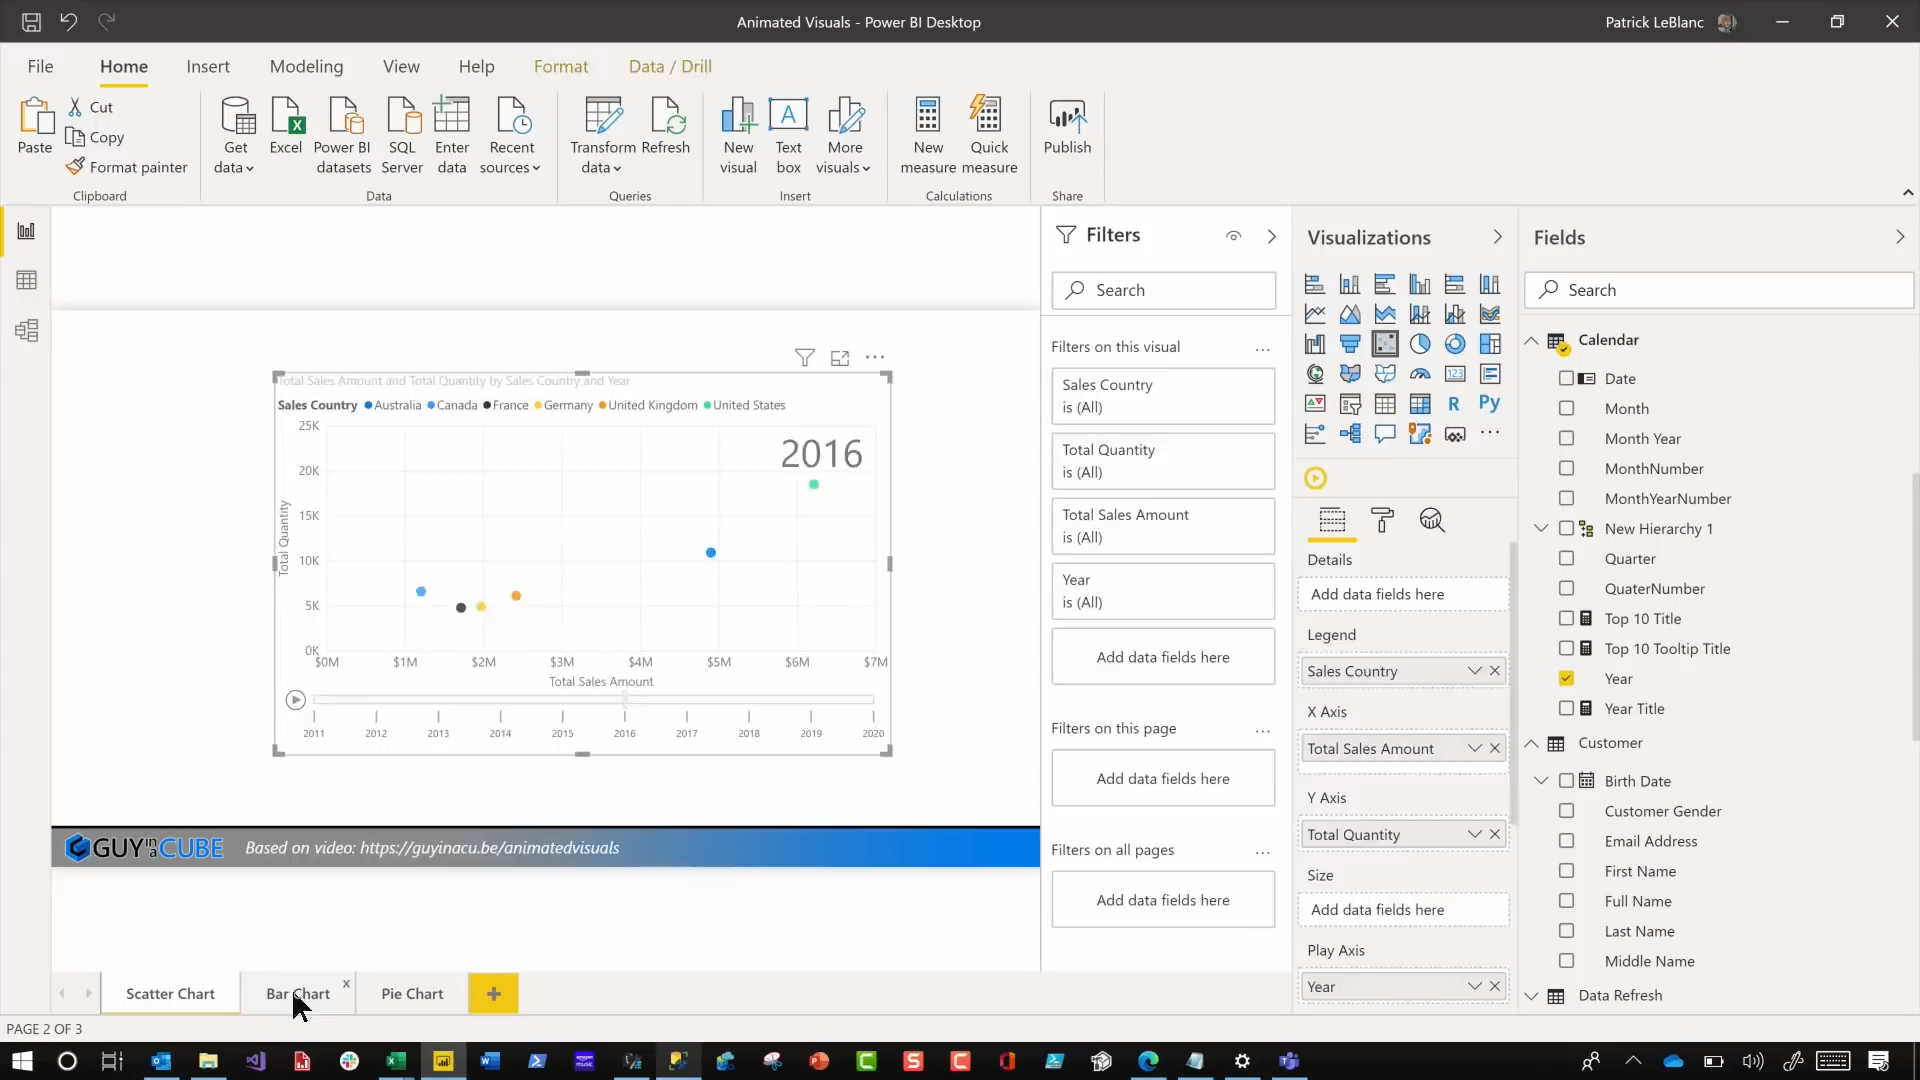 Animated Visuals - Power BI Desktop
Patrick LeBlanc
File
Home
Insert
Modeling
View
Help
Format
Data / Drill
Paste
Cut
Copy
Format painter
Clipboard
Get data
Excel
Power BI datasets
SQL Server
Enter data
Recent sources
Data
Transform data
Refresh
Queries
New visual
A
Text box
More visuals
Insert
New measure
Quick measure
Calculations
Publish
Share
Total Sales Amount and Total Quantity by Sales Country and Year
Sales Country Australia Canada France Germany United Kingdom United States
2016
25K
20K
15K
10K
5K
0K
Total Quantity
$0M $1M $2M $3M $4M $5M $6M $7M
Total Sales Amount
2011 2012 2013 2014 2015 2016 2017 2018 2019 2020
GUY in a CUBE
Based on video: https://guyinacu.be/animatedvisuals
Filters
Search
Filters on this visual
...
Sales Country
is (All)
Total Quantity
is (All)
Total Sales Amount
is (All)
Year
is (All)
Add data fields here
Filters on this page
...
Add data fields here
Filters on all pages
...
Add data fields here
Visualizations
123
R
Py
...
Details
Add data fields here
Legend
Sales Country
X Axis
Total Sales Amount
Y Axis
Total Quantity
Size
Add data fields here
Play Axis
Year
Fields
Search
Calendar
Date
Month
Month Year
MonthNumber
MonthYearNumber
New Hierarchy 1
Quarter
QuaterNumber
Top 10 Title
Top 10 Tooltip Title
Year
Year Title
Customer
Birth Date
Customer Gender
Email Address
First Name
Full Name
Last Name
Middle Name
Data Refresh
Scatter Chart
Bar Chart
x
Pie Chart
+
PAGE 2 OF 3